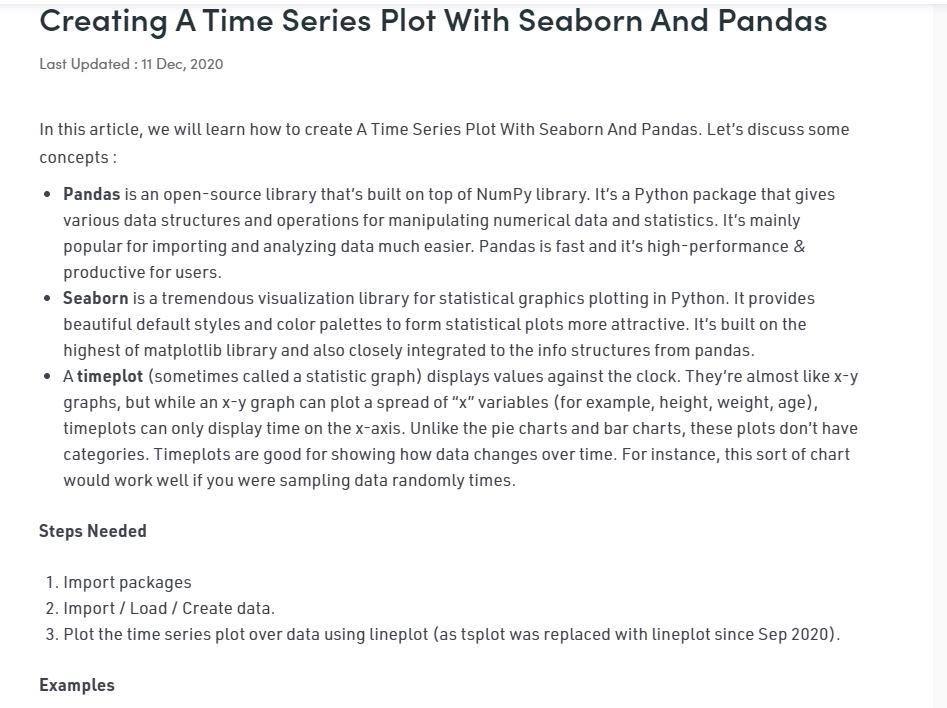 Creating A Time Series Plot With Seaborn And Pandas
Last Updated : 11 Dec, 2020
In this article, we will learn how to create A Time Series Plot With Seaborn And Pandas. Let's discuss some
concepts :
• Pandas is an open-source library that's built on top of NumPy library. It's a Python package that gives
various data structures and operations for manipulating numerical data and statistics. It's mainly
popular for importing and analyzing data much easier. Pandas is fast and it's high-performance &
productive for users.
• Seaborn is a tremendous visualization library for statistical graphics plotting in Python. It provides
beautiful default styles and color palettes to form statistical plots more attractive. It's built on the
highest of matplotlib library and also closely integrated to the info structures from pandas.
• A timeplot (sometimes called a statistic graph) displays values against the clock. They're almost like x-y
graphs, but while an x-y graph can plot a spread of “x” variables (for example, height, weight, age),
timeplots can only display time on the x-axis. Unlike the pie charts and bar charts, these plots don't have
categories. Timeplots are good for showing how data changes over time. For instance, this sort of chart
would work well if you were sampling data randomly times.
Steps Needed
1. Import packages
2. Import / Load / Create data.
3. Plot the time series plot over data using lineplot (as tsplot was replaced with lineplot since Sep 2020).
Examples